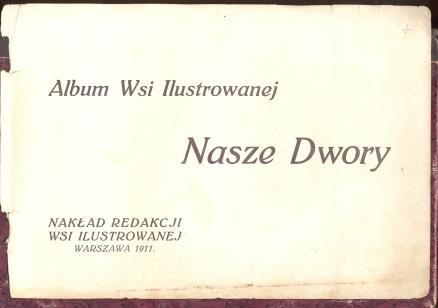 Album Wsi Ilustrowanej
Nasze Dwory
NAKŁAD REDAKCJI
WSI ILUSTROWANEJ
WARSZAWA 1911.